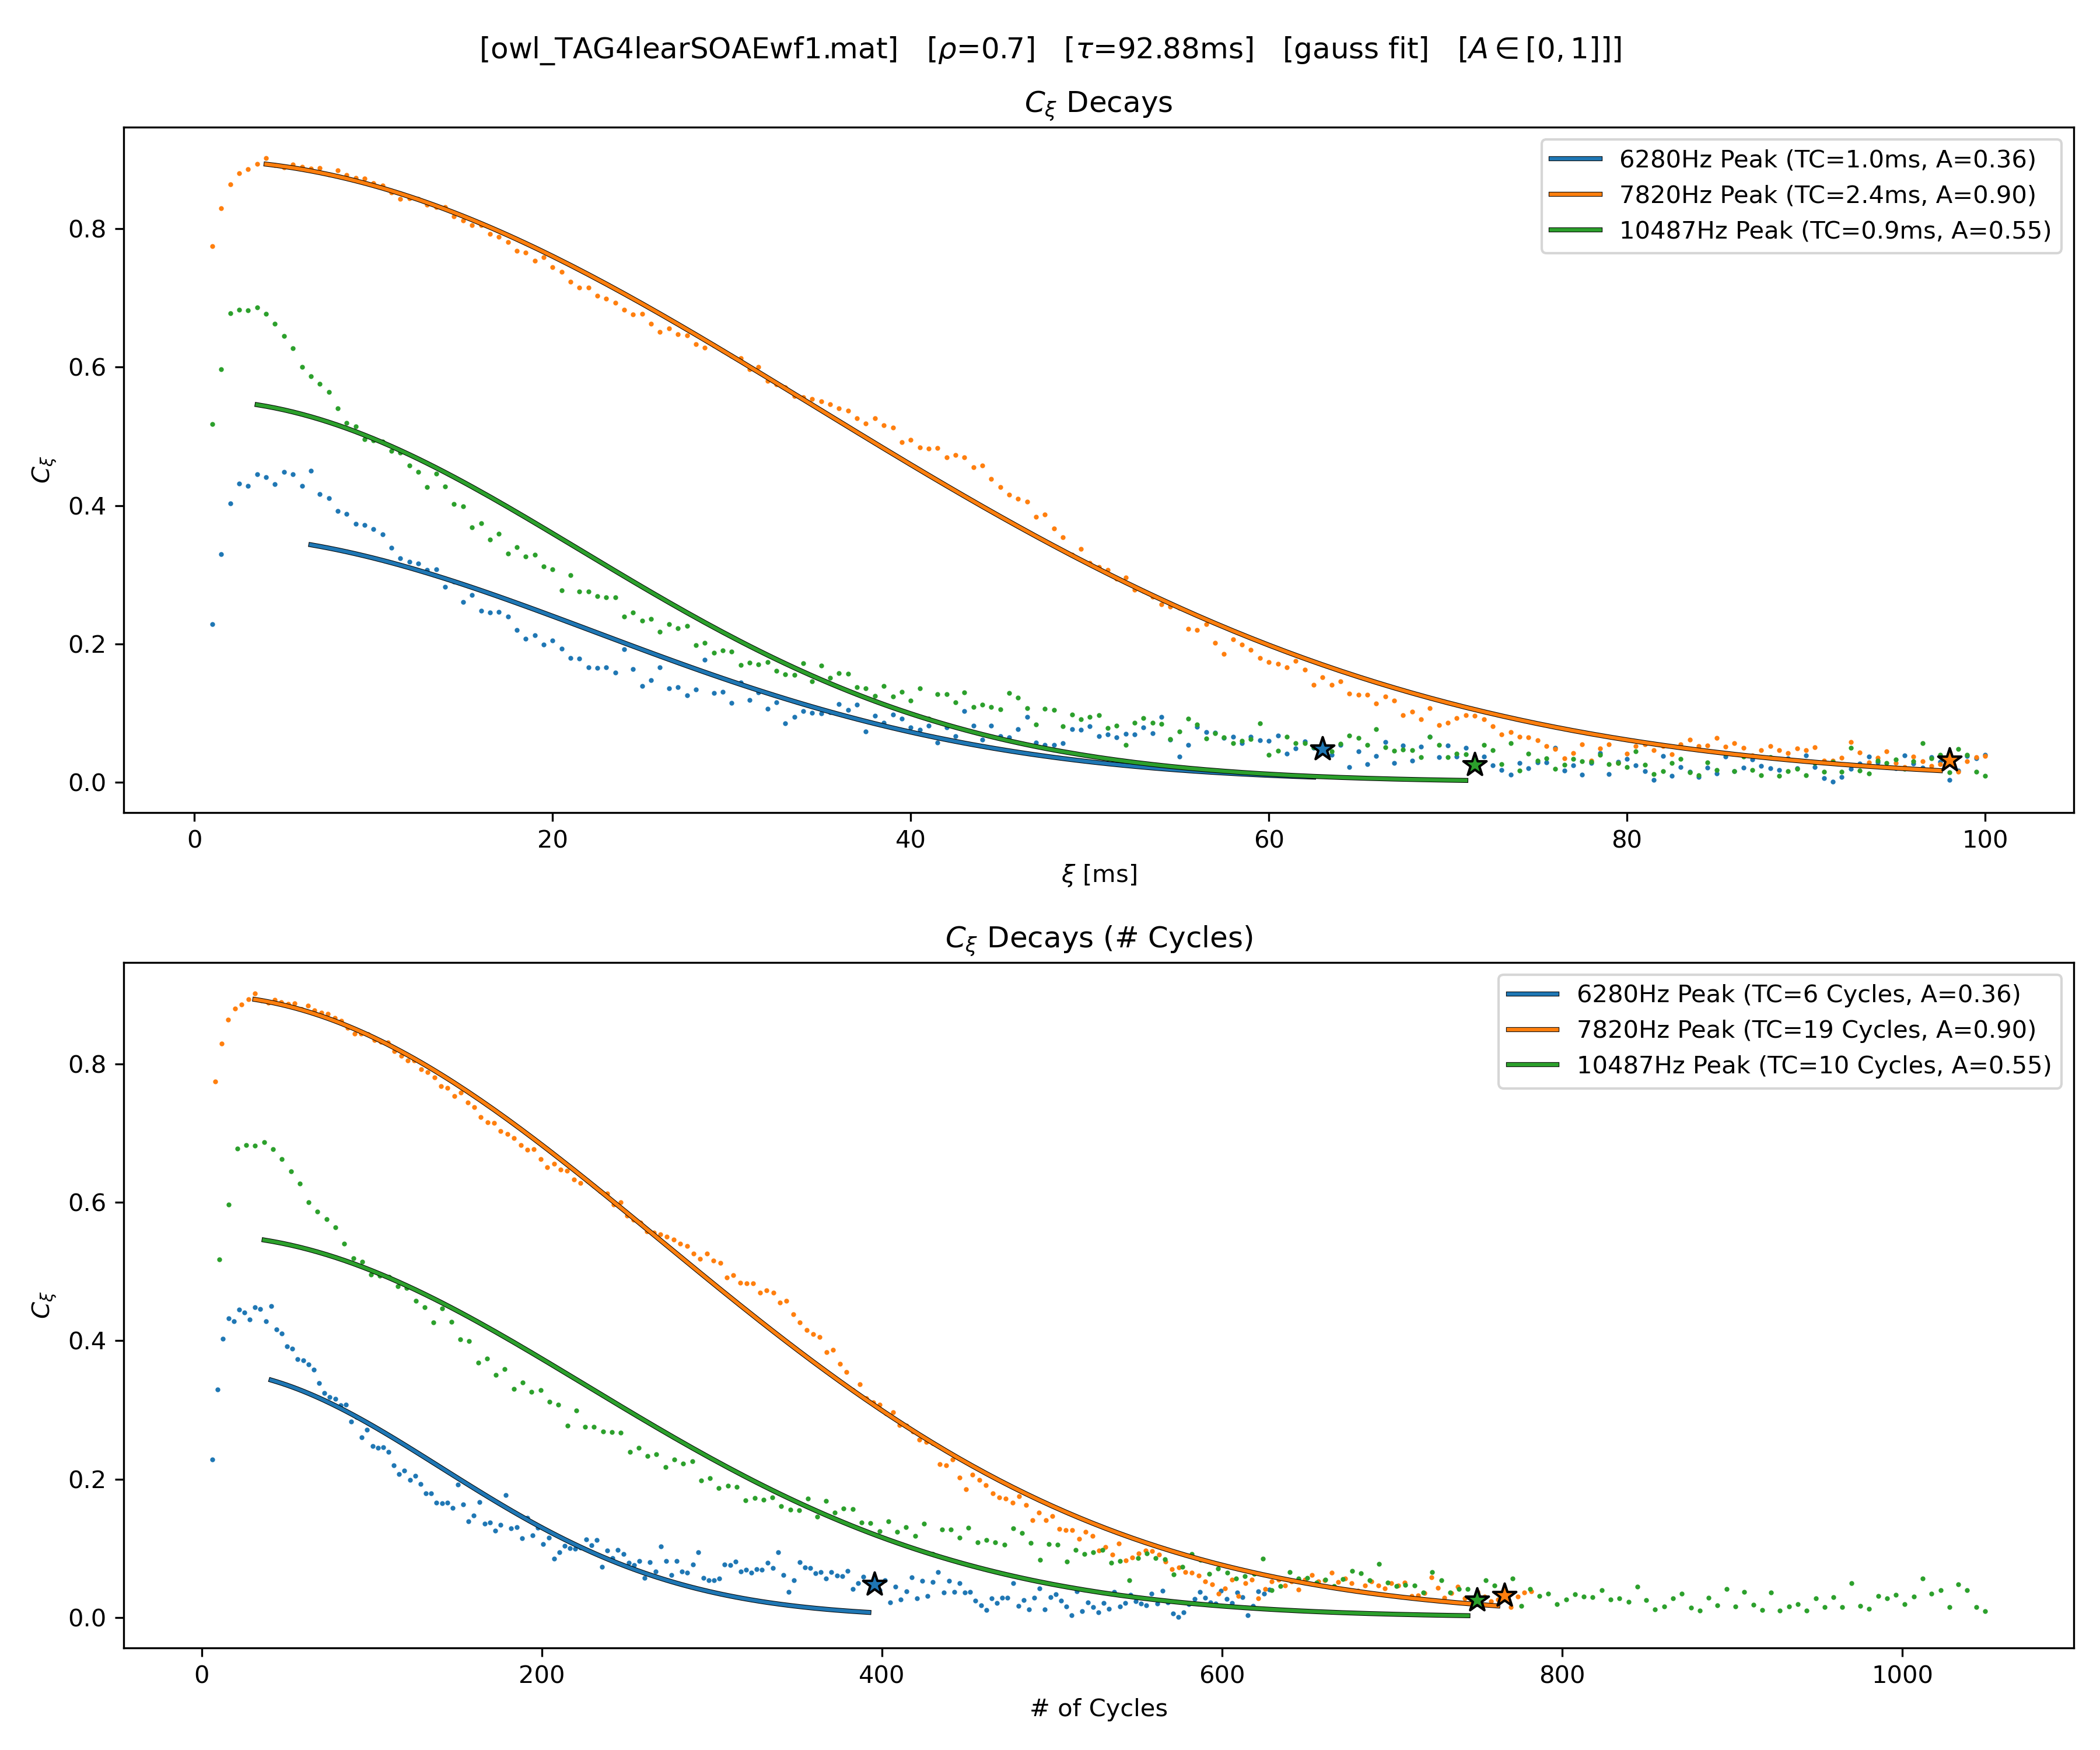 [owl_TAG4learSOAEwf1.mat]   [ρ=0.7]   [τ=92.88ms]   [gauss fit]   [A ∈ [0, 1]]]
C_ξ Decays
0.8
0.6
0.4
0.2
0.0
C_ξ
6280Hz Peak (TC=1.0ms, A=0.36)
7820Hz Peak (TC=2.4ms, A=0.90)
10487Hz Peak (TC=0.9ms, A=0.55)
0 20 40 60 80 100
ξ [ms]
C_ξ Decays (# Cycles)
0.8
0.6
0.4
0.2
0.0
C_ξ
6280Hz Peak (TC=6 Cycles, A=0.36)
7820Hz Peak (TC=19 Cycles, A=0.90)
10487Hz Peak (TC=10 Cycles, A=0.55)
0 200 400 600 800 1000
# of Cycles